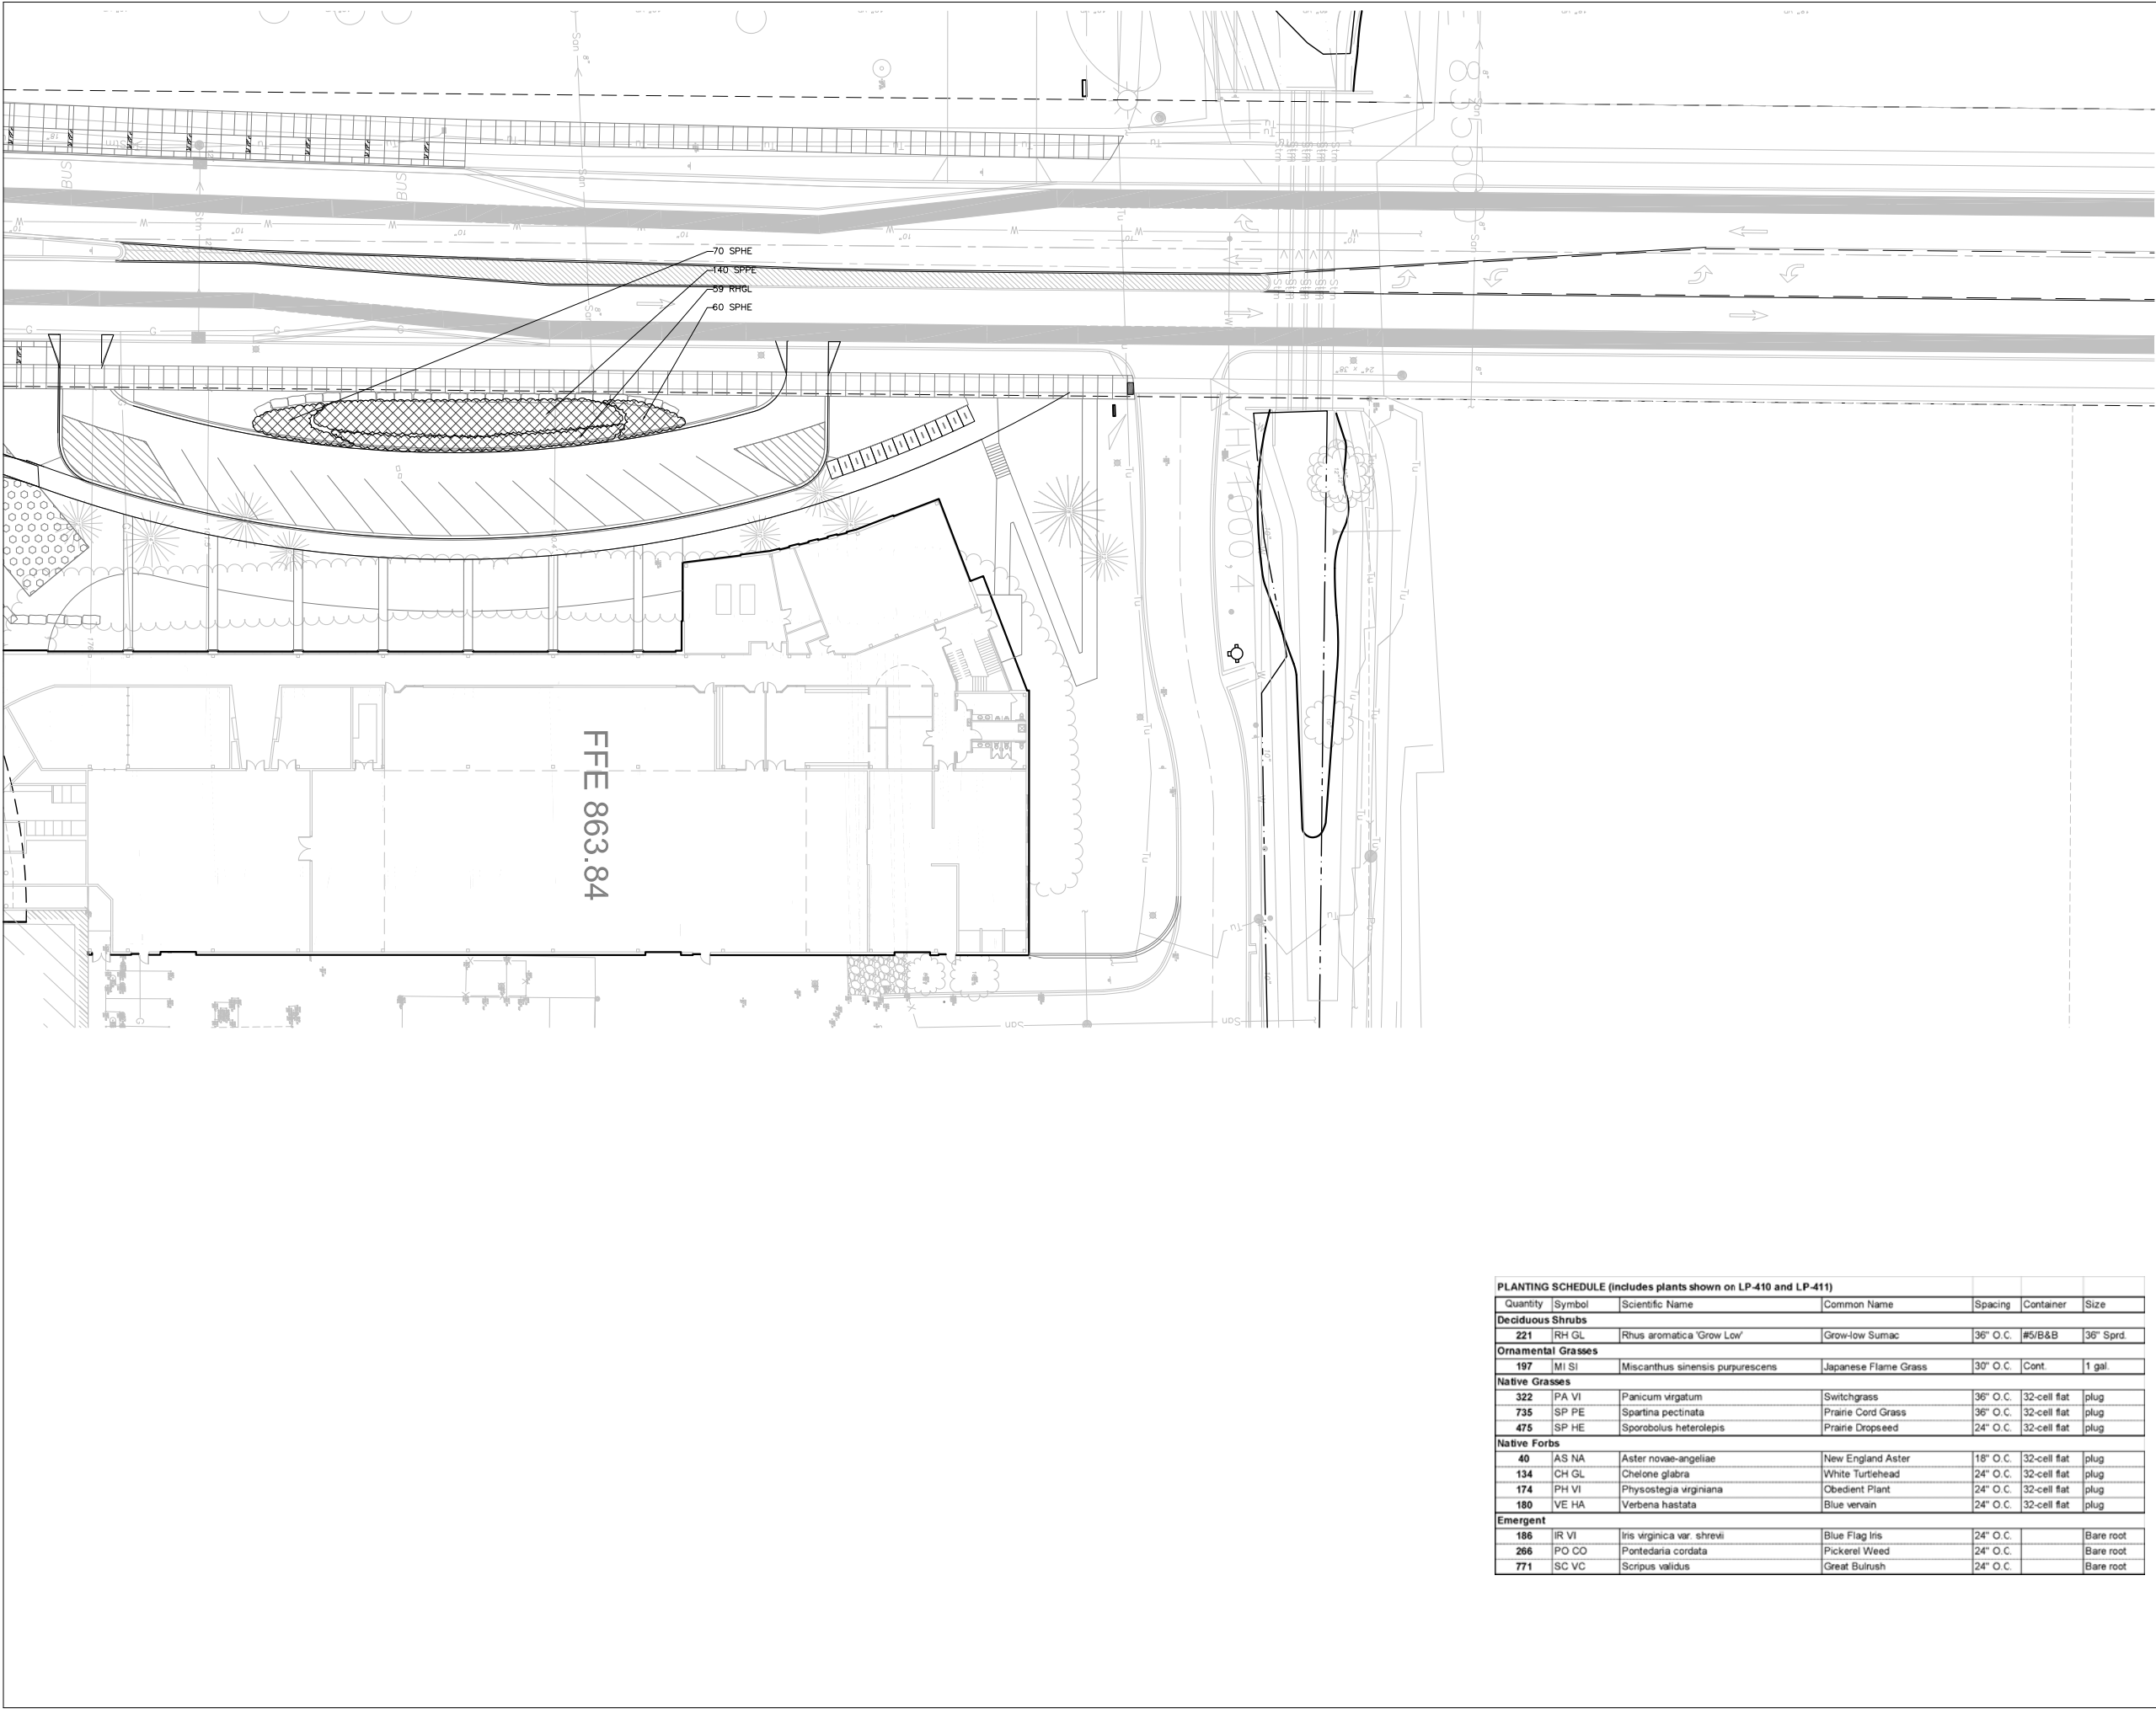 70 SPHE
140 SPPE
59 RHGL
60 SPHE
SUB
SUB
24" x 38"
FFE 863.84
PLANTING SCHEDULE (includes plants shown on LP-410 and LP-411)
Quantity Symbol Scientific Name Common Name Spacing Container Size
Deciduous Shrubs
221 RH GL Rhus aromatica 'Grow Low' Grow-low Sumac 36" O.C. #5/B&B 36" Sprd.
Ornamental Grasses
197 MI SI Miscanthus sinensis purpurescens Japanese Flame Grass 30" O.C. Cont. 1 gal.
Native Grasses
322 PA VI Panicum virgatum Switchgrass 36" O.C. 32-cell flat plug
735 SP PE Spartina pectinata Prairie Cord Grass 36" O.C. 32-cell flat plug
475 SP HE Sporobolus heterolepis Prairie Dropseed 24" O.C. 32-cell flat plug
Native Forbs
40 AS NA Aster novae-angeliae New England Aster 18" O.C. 32-cell flat plug
134 CH GL Chelone glabra White Turtlehead 24" O.C. 32-cell flat plug
174 PH VI Physostegia virginiana Obedient Plant 24" O.C. 32-cell flat plug
180 VE HA Verbena hastata Blue vervain 24" O.C. 32-cell flat plug
Emergent
186 IR VI Iris virginica var. shrevii Blue Flag Iris 24" O.C. Bare root
266 PO CO Pontedaria cordata Pickerel Weed 24" O.C. Bare root
771 SC VC Scripus validus Great Bulrush 24" O.C. Bare root